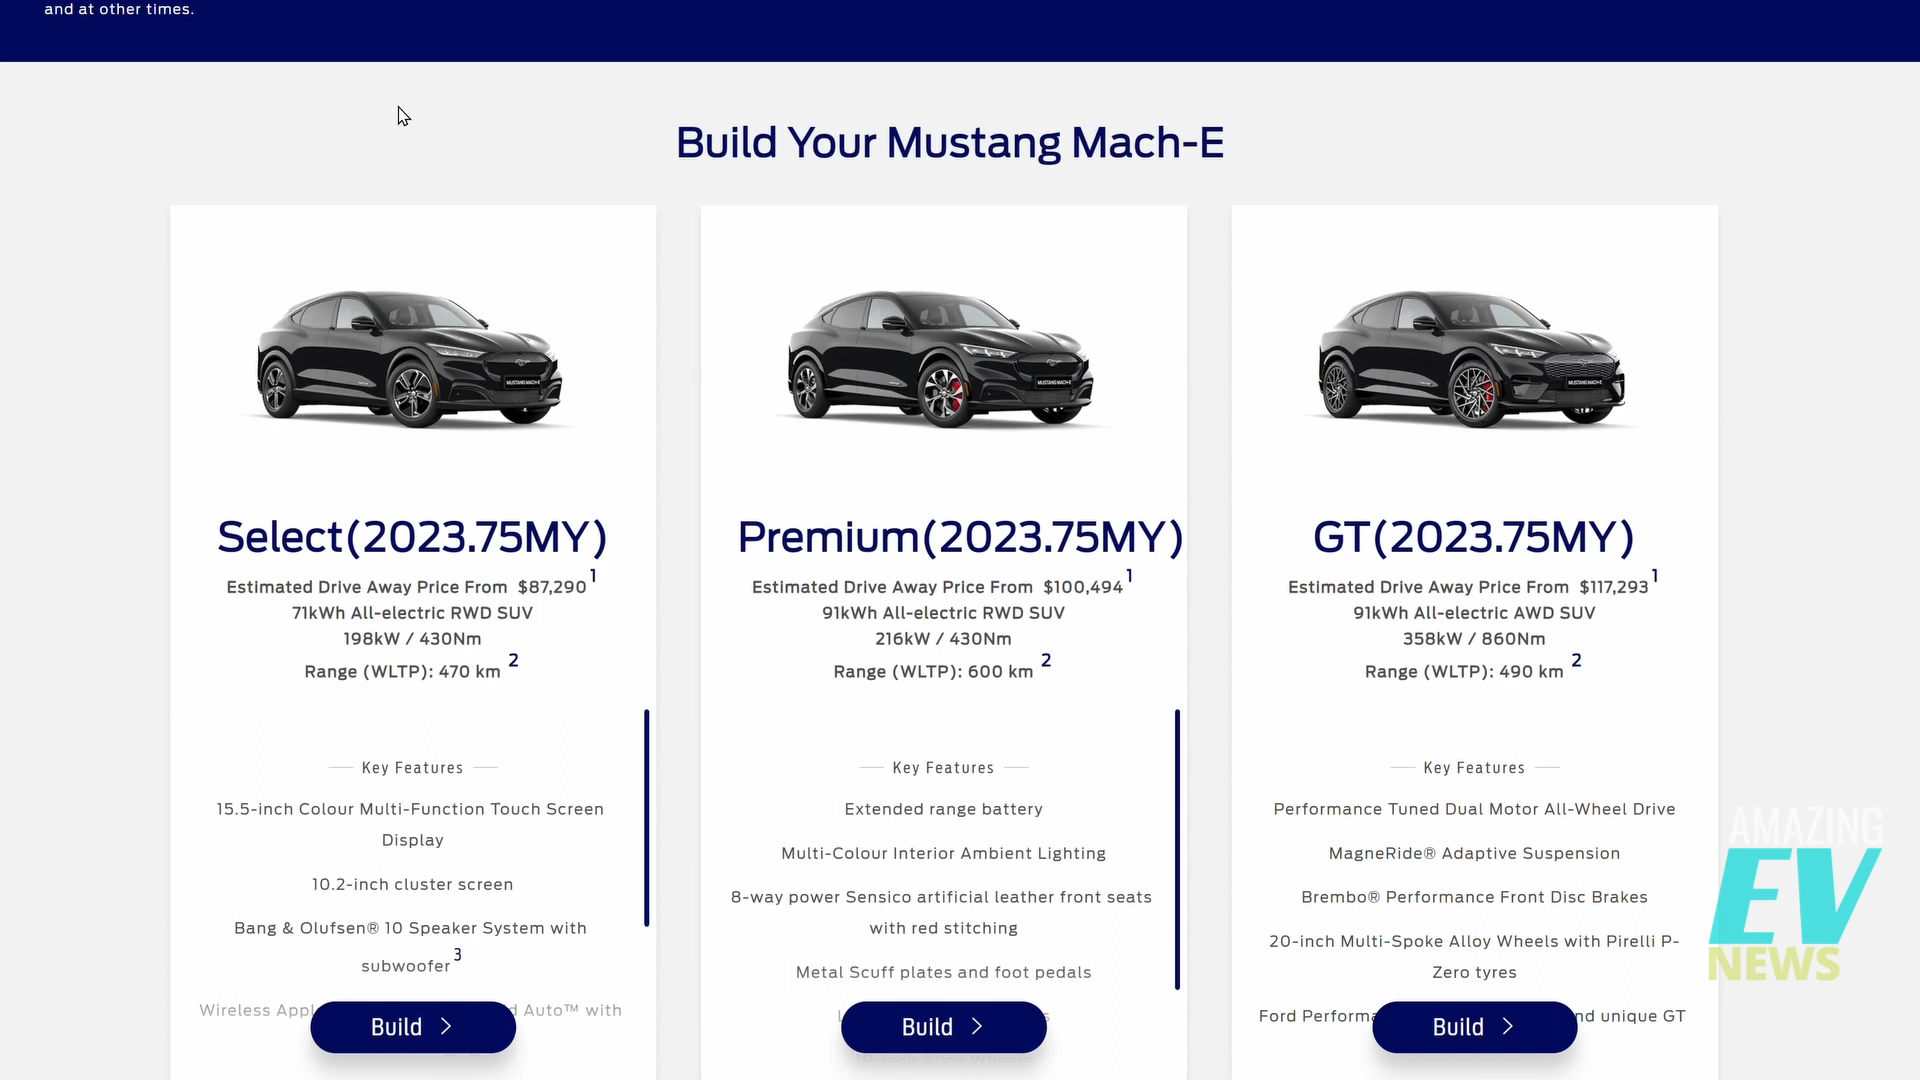 and at other times.
Build Your Mustang Mach-E
MUSTANG MACH-E
MUSTANG MACH-E
MUSTANG MACH-E
Select(2023.75MY)
Estimated Drive Away Price From $87,290 1
71kWh All-electric RWD SUV
198kW / 430Nm
Range (WLTP): 470 km 2
Key Features
15.5-inch Colour Multi-Function Touch Screen
Display
10.2-inch cluster screen
Bang & Olufsen® 10 Speaker System with
subwoofer 3
Wireless Auto™ with
Build
Premium(2023.75MY)
Estimated Drive Away Price From $100,494 1
91kWh All-electric RWD SUV
216kW / 430Nm
Range (WLTP): 600 km 2
Key Features
Extended range battery
Multi-Colour Interior Ambient Lighting
8-way power Sensico artificial leather front seats
with red stitching
Metal Scuff plates and foot pedals
Build
GT(2023.75MY)
Estimated Drive Away Price From $117,293 1
91kWh All-electric AWD SUV
358kW / 860Nm
Range (WLTP): 490 km 2
Key Features
Performance Tuned Dual Motor All-Wheel Drive
MagneRide® Adaptive Suspension
Brembo® Performance Front Disc Brakes
20-inch Multi-Spoke Alloy Wheels with Pirelli P-
Zero tyres
Ford unique GT
Build
AMAZING
EV
NEWS